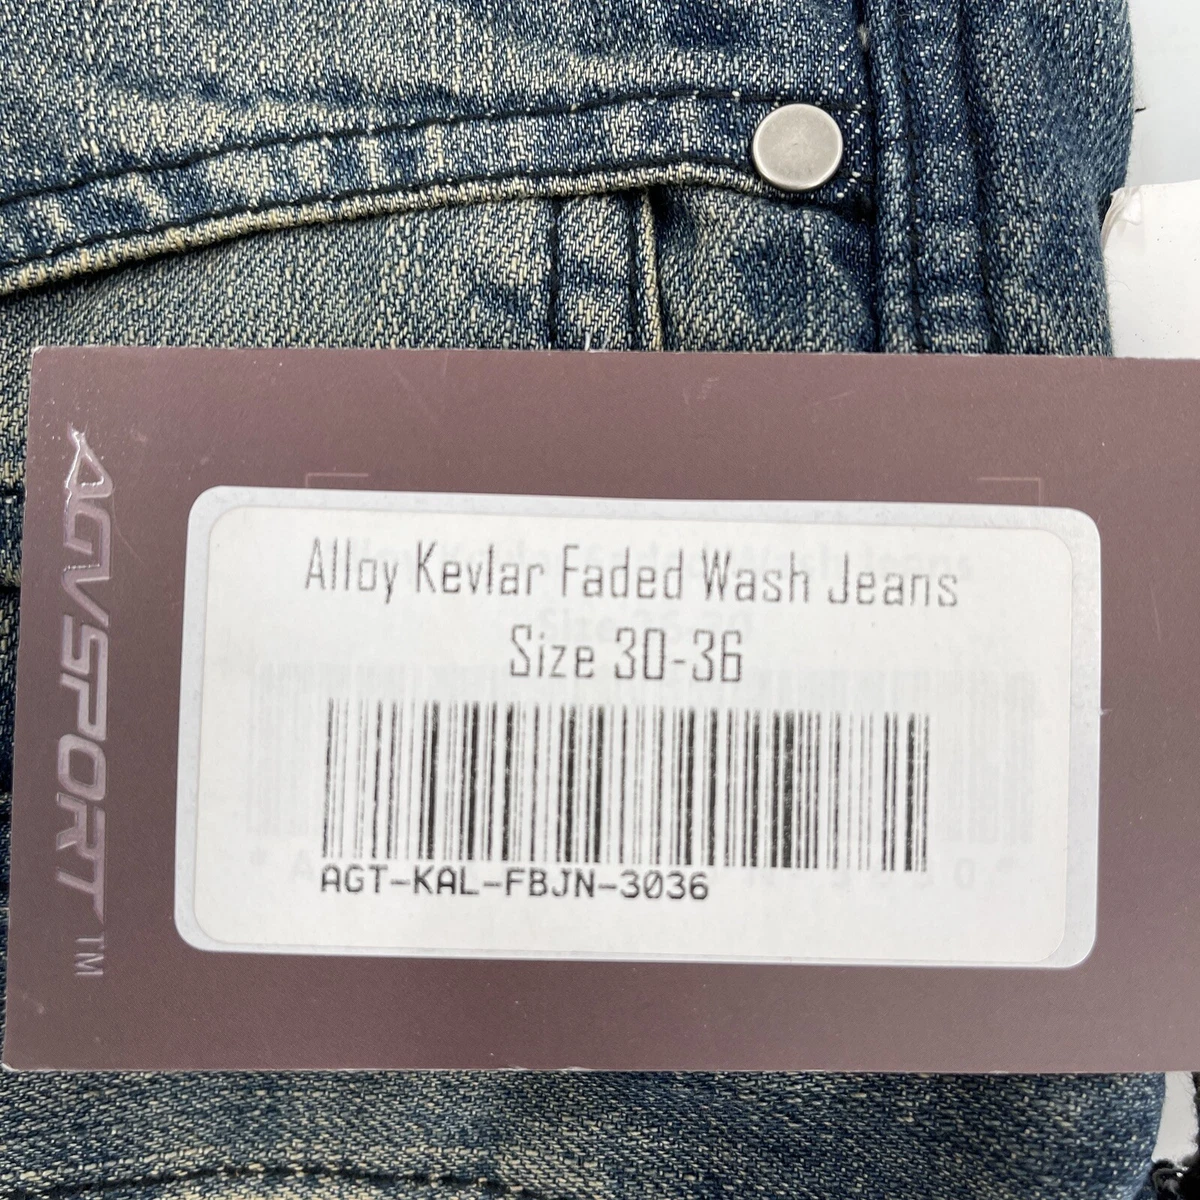 AGVSPORT™
Alloy Kevlar Faded Wash Jeans
Size 30-36
AGT-KAL-FBJN-3036